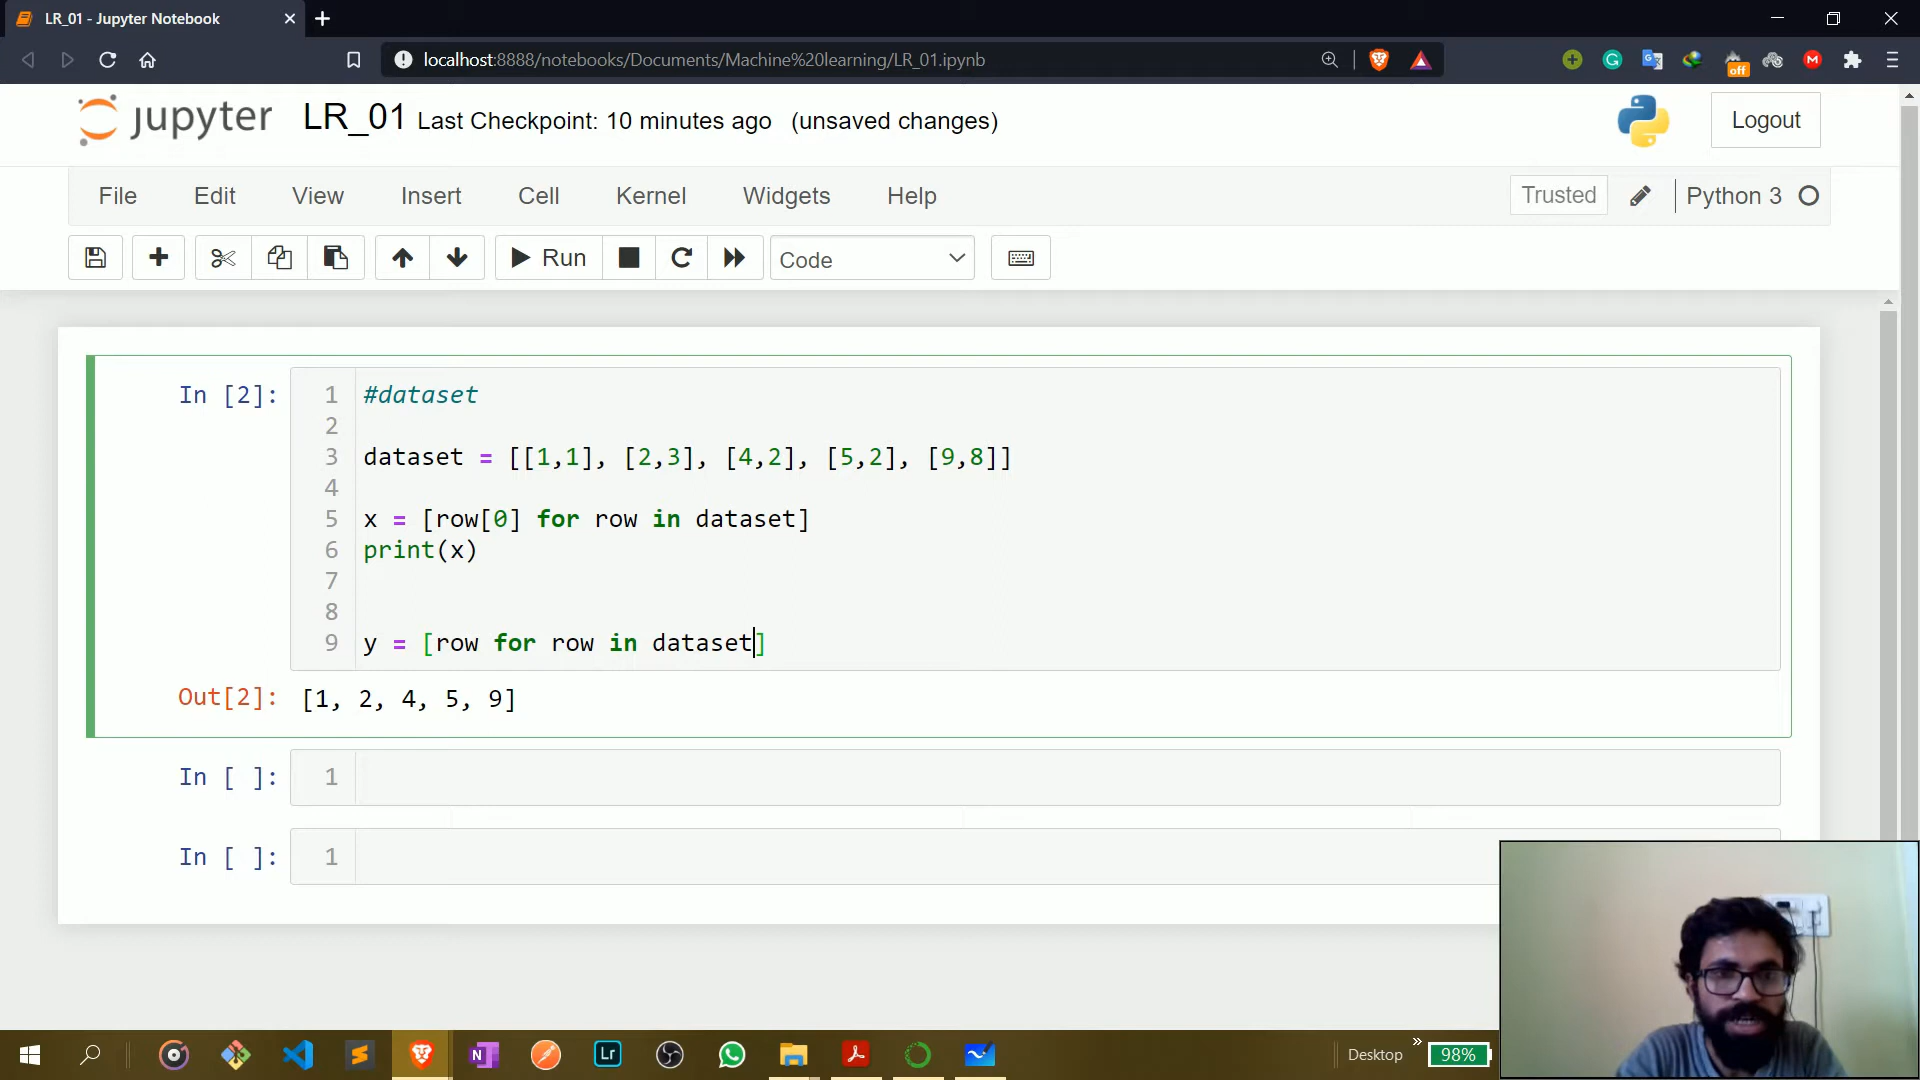 LR_01 - Jupyter Notebook
localhost:8888/notebooks/Documents/Machine%20learning/LR_01.ipynb
off
M
jupyter LR_01 Last Checkpoint: 10 minutes ago (unsaved changes)
Logout
File Edit View Insert Cell Kernel Widgets Help
Trusted
Python 3
Run
Code
In [2]:
1 #dataset
2
3 dataset = [[1,1], [2,3], [4,2], [5,2], [9,8]]
4
5 x = [row[0] for row in dataset]
6 print(x)
7
8
9 y = [row for row in dataset]
Out[2]: [1, 2, 4, 5, 9]
In [ ]: 1
In [ ]: 1
N
Lr
Desktop
98%